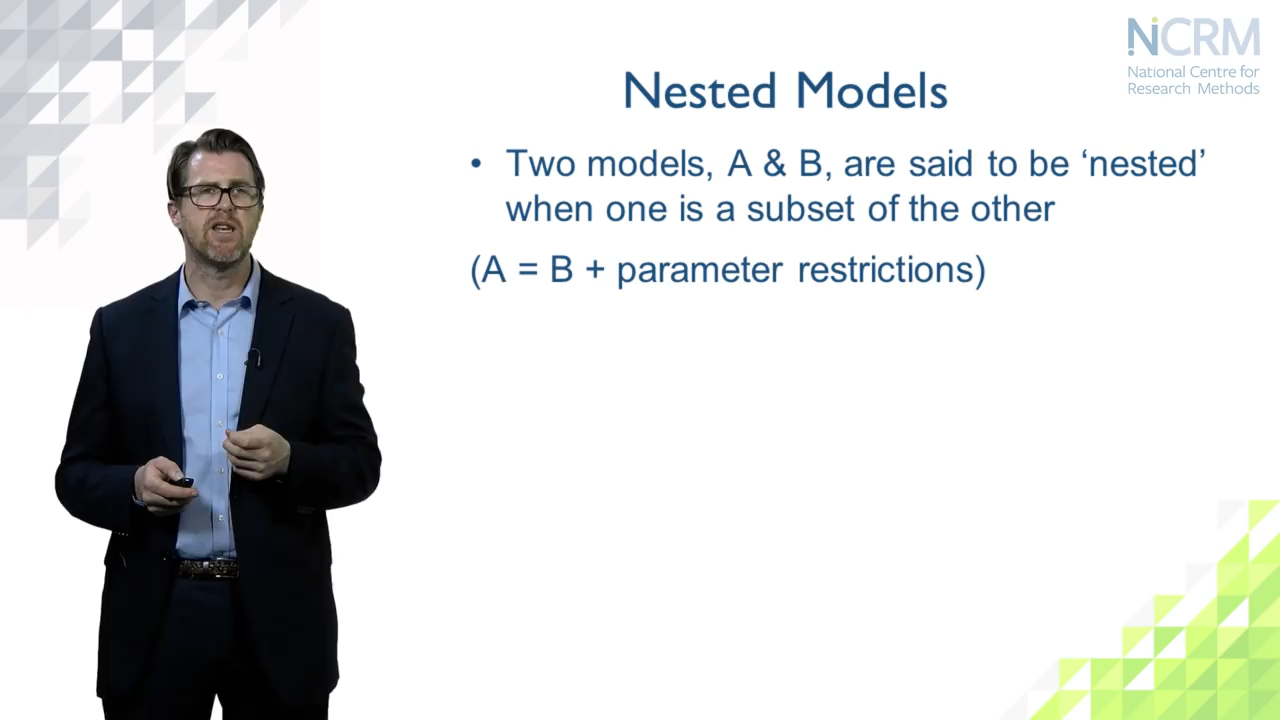 NCRM
National Centre for
Research Methods
Nested Models
• Two models, A & B, are said to be ‘nested’
when one is a subset of the other
(A = B + parameter restrictions)